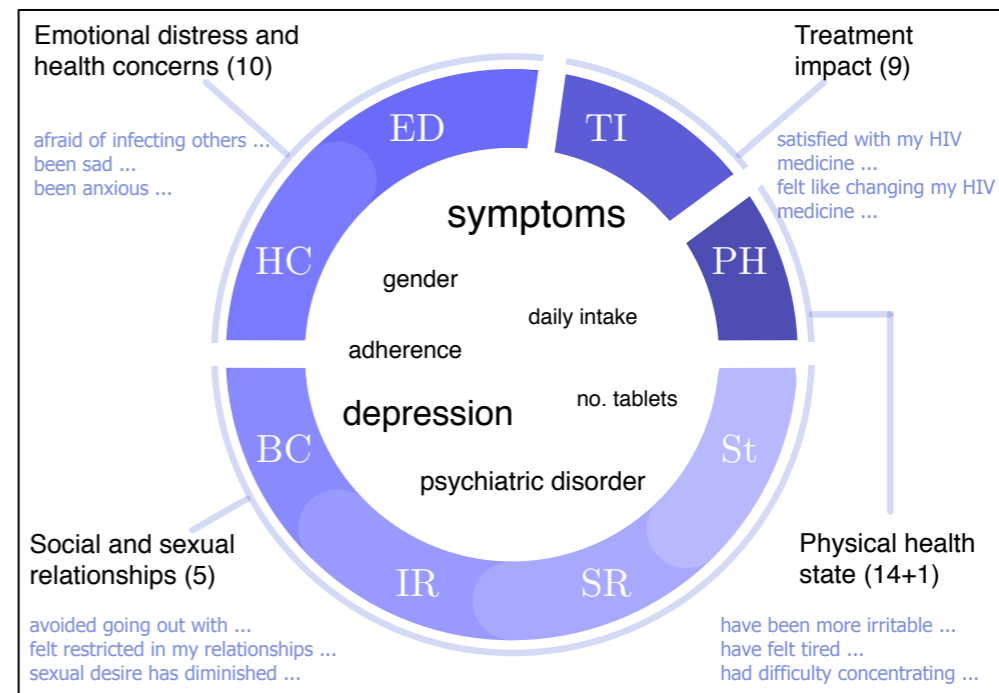 Emotional distress and
health concerns (10)
afraid of infecting others ...
been sad ...
been anxious ...
Treatment
impact (9)
satisfied with my HIV
medicine ...
felt like changing my HIV
medicine ...
ED
TI
HC
PH
symptoms
gender
daily intake
adherence
no. tablets
depression
psychiatric disorder
BC
St
IR
SR
Social and sexual
relationships (5)
avoided going out with ...
felt restricted in my relationships ...
sexual desire has diminished ...
Physical health
state (14+1)
have been more irritable ...
have felt tired ...
had difficulty concentrating ...